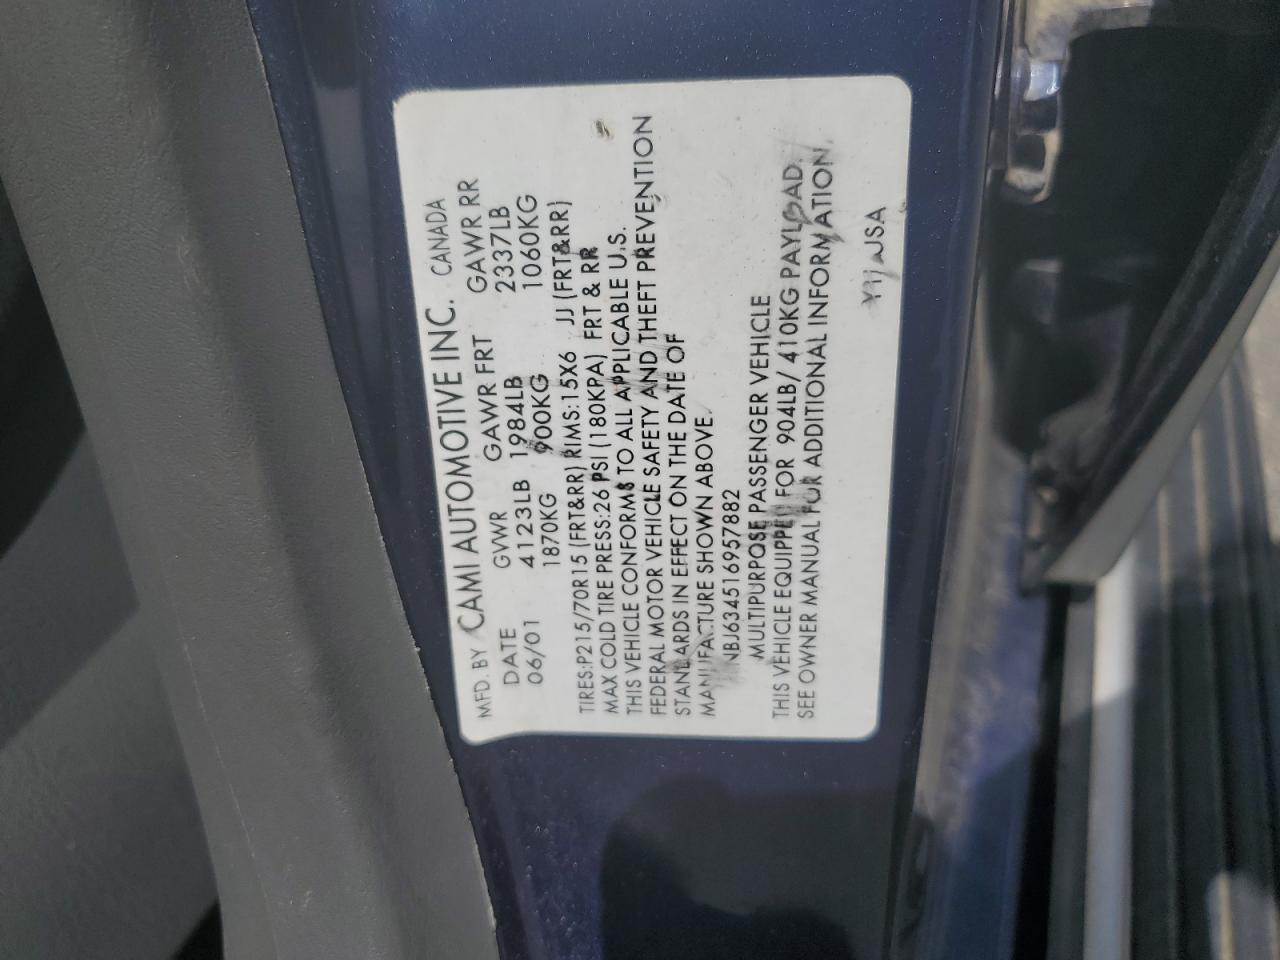 MFD. BY CAMI AUTOMOTIVE INC. CANADA
DATE GVWR GAWR FRT GAWR RR
06/01 4123LB 1984LB 2337LB
1870KG 900KG 1060KG
TIRES:P215/70R15 (FRT&RR) RIMS:15X6 JJ (FRT&RR)
MAX COLD TIRE PRESS:26 PSI (180KPA) FRT & RR
THIS VEHICLE CONFORMS TO ALL APPLICABLE U.S.
FEDERAL MOTOR VEHICLE SAFETY AND THEFT PREVENTION
STANDARDS IN EFFECT ON THE DATE OF
MANUFACTURE SHOWN ABOVE.
NBJ634516957882
MULTIPURPOSE PASSENGER VEHICLE
THIS VEHICLE EQUIPPED FOR 904LB/ 410KG PAYLOAD.
SEE OWNER MANUAL FOR ADDITIONAL INFORMATION.